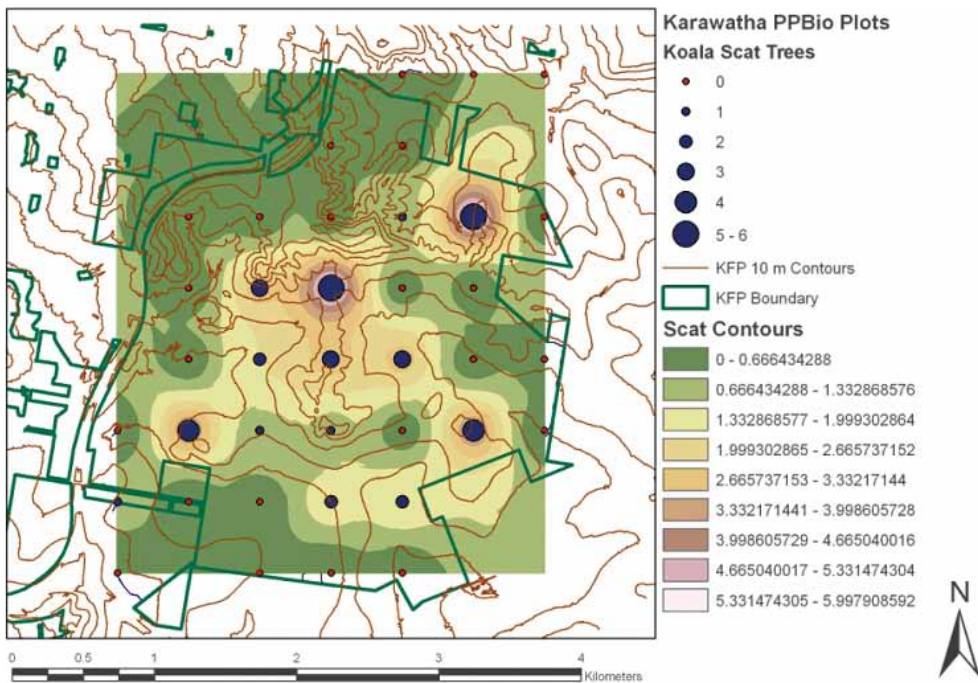 Karawatha PPBio Plots
Koala Scat Trees
0
1
2
3
4
5 - 6
KFP 10 m Contours
KFP Boundary
Scat Contours
0 - 0.666434288
0.666434288 - 1.332868576
1.332868577 - 1.999302864
1.999302865 - 2.665737152
2.665737153 - 3.33217144
3.332171441 - 3.998605728
3.998605729 - 4.665040016
4.665040017 - 5.331474304
5.331474305 - 5.997908592
N
0 0.5 1 2 3 4
Kilometers